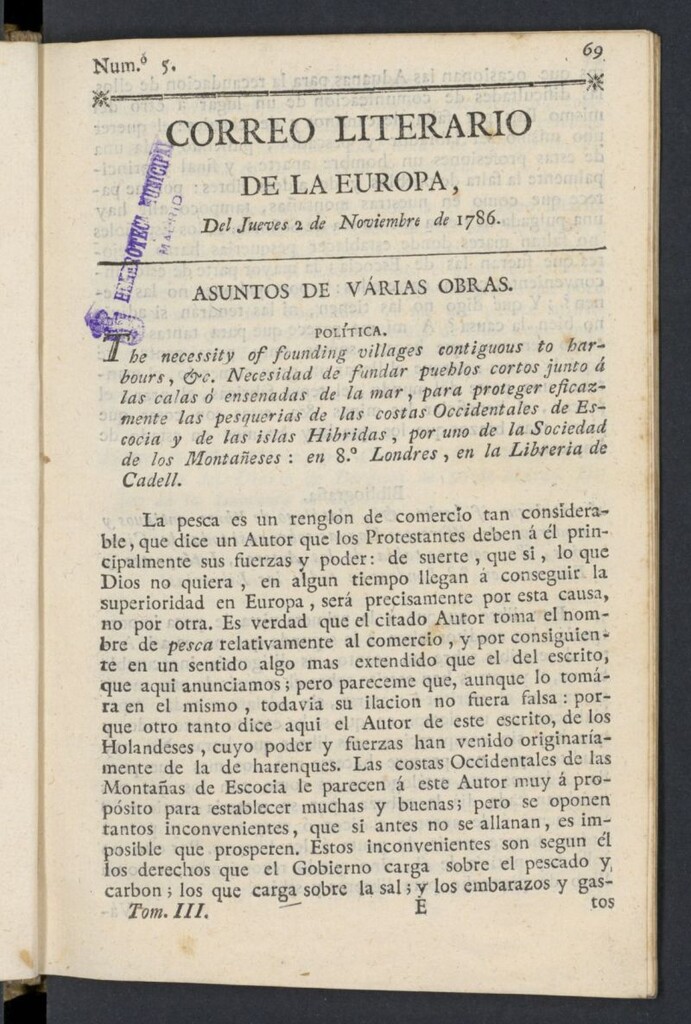 Num.º 5.
69
CORREO LITERARIO
DE LA EUROPA,
Del Jueves 2 de Noviembre de 1786.
HEMEROTECA MUNICIPAL
MADRID
ASUNTOS DE VÁRIAS OBRAS.
POLÍTICA.
The necessity of founding villages contiguous to har-
bours, &c. Necesidad de fundar pueblos cortos junto á
las calas ó ensenadas de la mar, para proteger eficaz-
mente las pesquerias de las costas Occidentales de Es-
cocia y de las islas Hibridas, por uno de la Sociedad
de los Montañeses: en 8.º Londres, en la Libreria de
Cadell.
La pesca es un renglon de comercio tan considera-
ble, que dice un Autor que los Protestantes deben á él prin-
cipalmente sus fuerzas y poder: de suerte, que si, lo que
Dios no quiera, en algun tiempo llegan á conseguir la
superioridad en Europa, será precisamente por esta causa,
no por otra. Es verdad que el citado Autor toma el nom-
bre de pesca relativamente al comercio, y por consiguien-
te en un sentido algo mas extendido que el del escrito,
que aqui anunciamos; pero pareceme que, aunque lo tomá-
ra en el mismo, todavia su ilacion no fuera falsa: por-
que otro tanto dice aqui el Autor de este escrito, de los
Holandeses, cuyo poder y fuerzas han venido originaría-
mente de la de harenques. Las costas Occidentales de las
Montañas de Escocia le parecen á este Autor muy á pro-
pósito para establecer muchas y buenas; pero se oponen
tantos inconvenientes, que si antes no se allanan, es im-
posible que prosperen. Estos inconvenientes son segun él
los derechos que el Gobierno carga sobre el pescado y
carbon; los que carga sobre la sal; y los embarazos y gas-
Tom. III.
E
tos